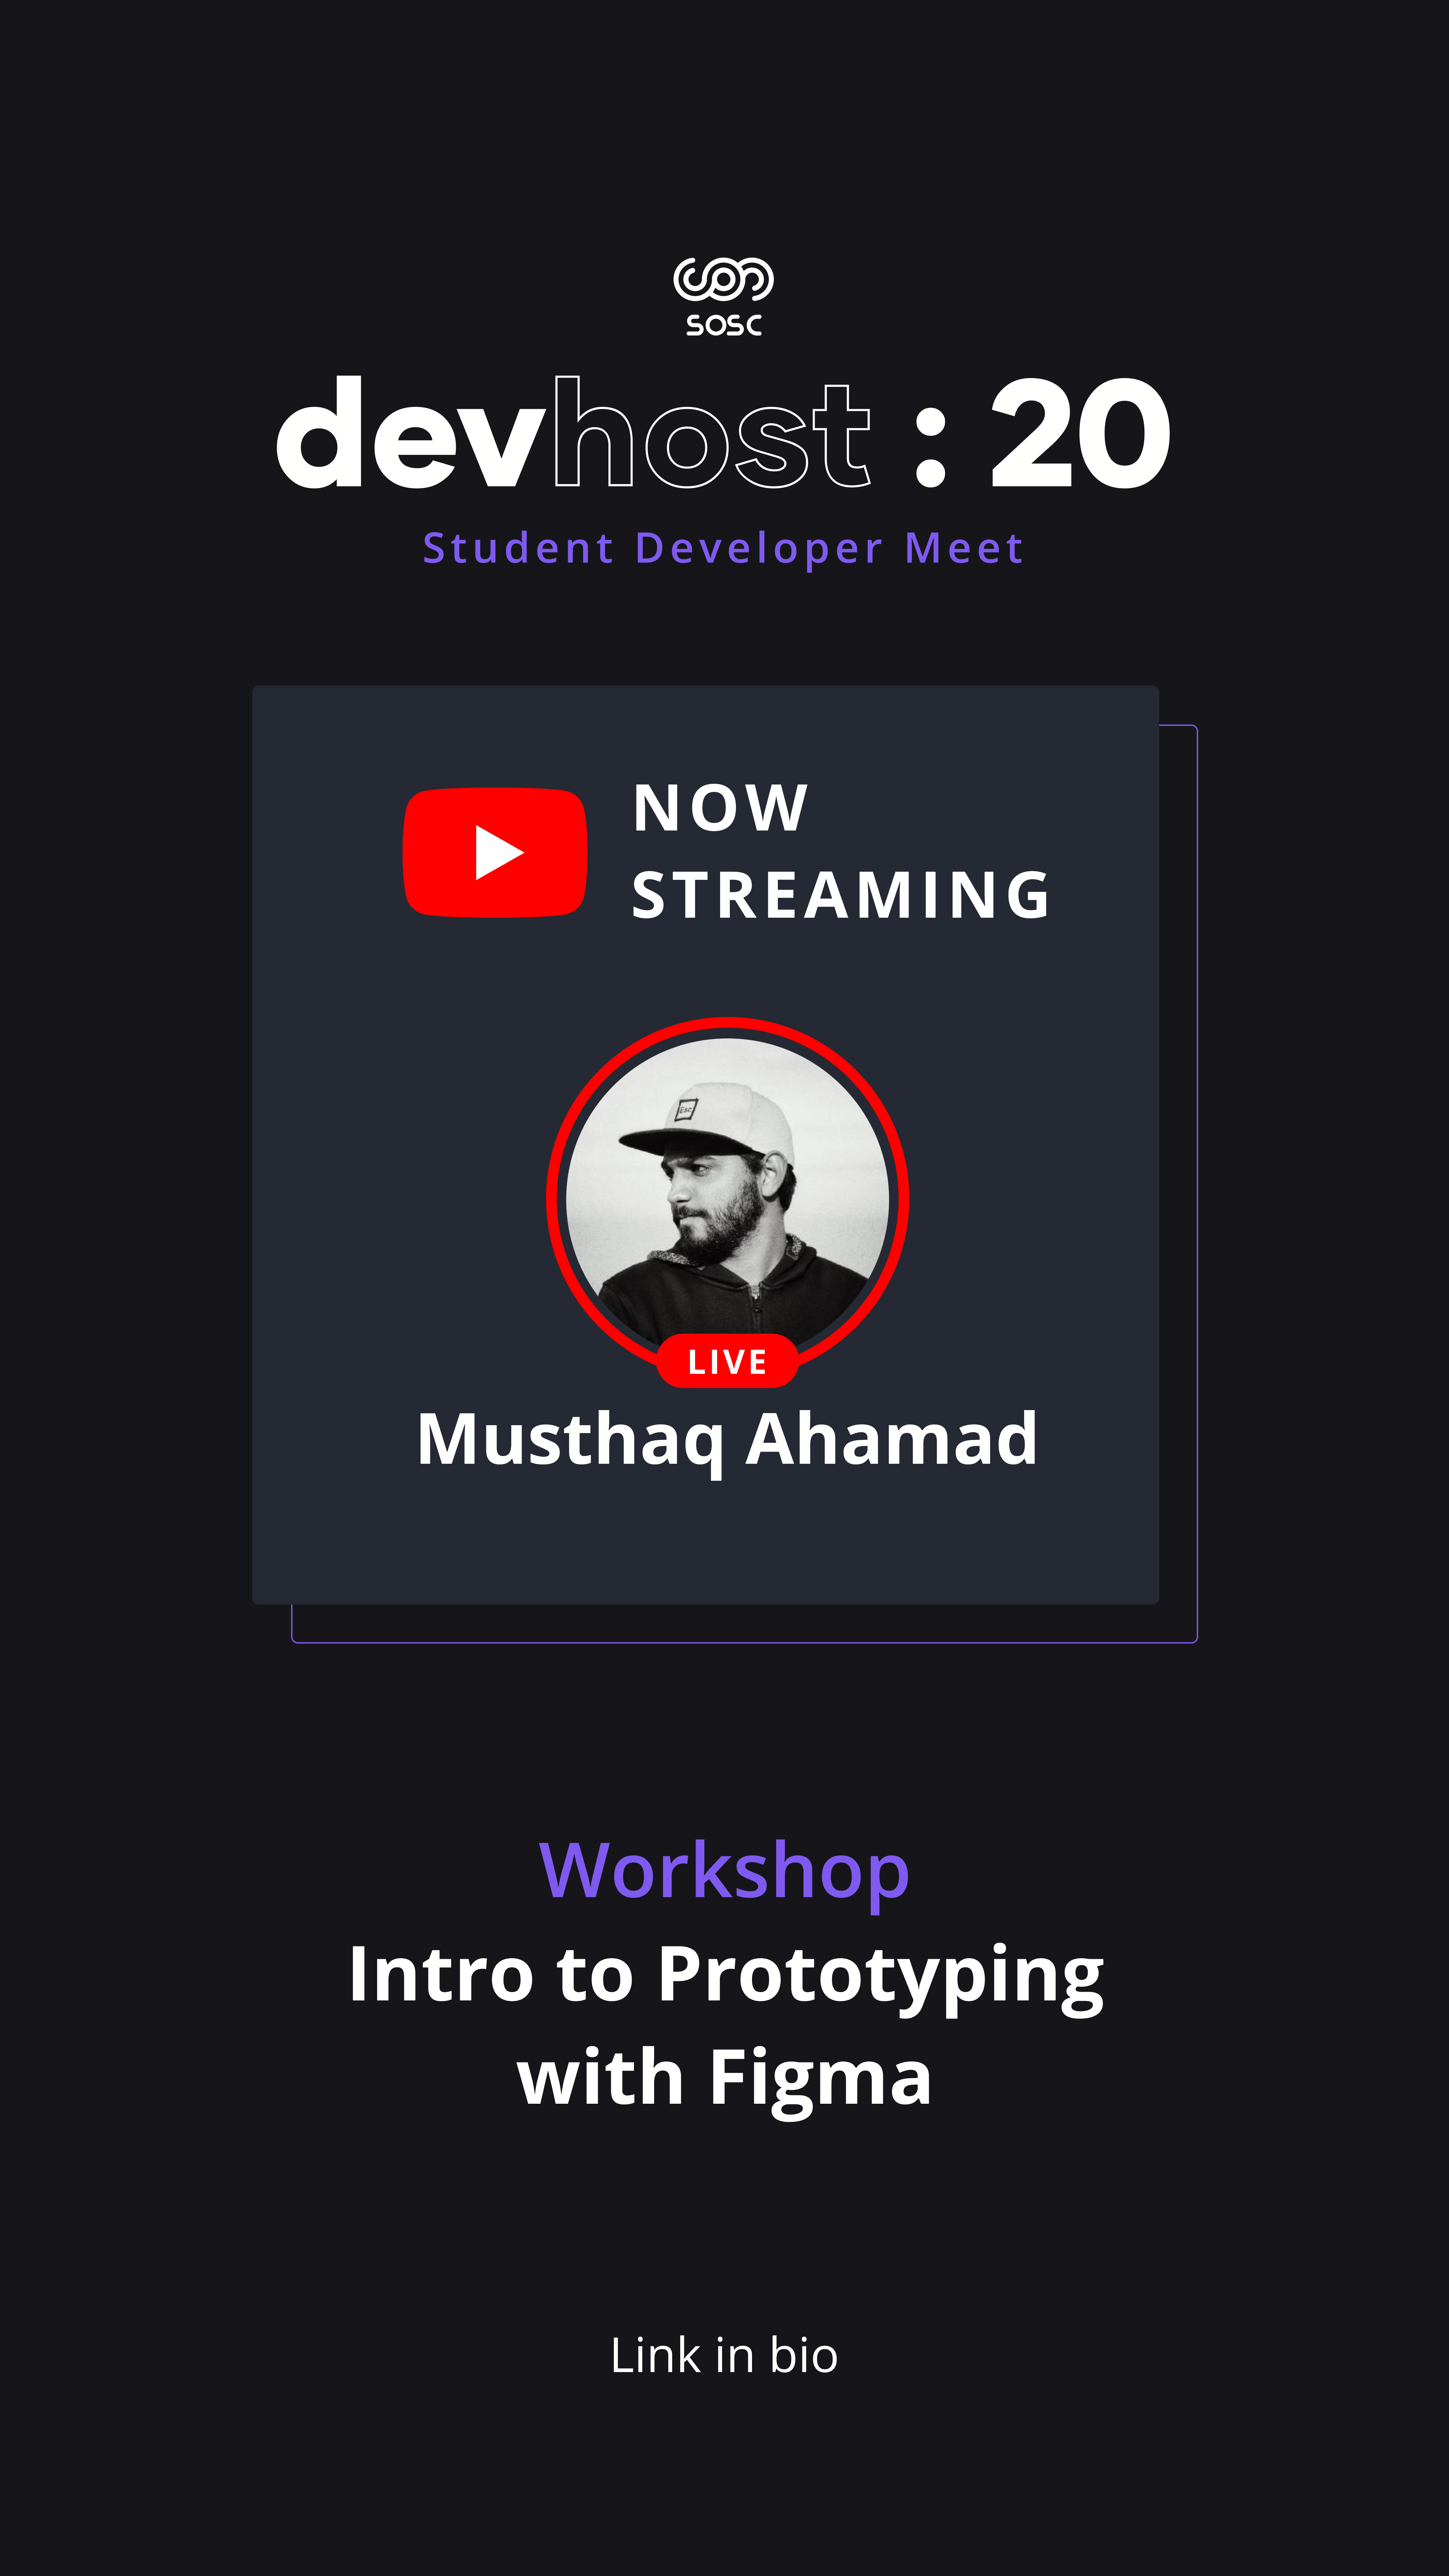 sosc
devhost : 20
Student Developer Meet
NOW
STREAMING
Esc
LIVE
Musthaq Ahamad
Workshop
Intro to Prototyping
with Figma
Link in bio